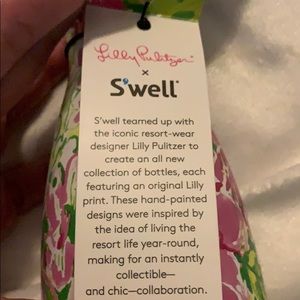 Lilly Pulitzer
×
S'well
S'well teamed up with
the iconic resort-wear
designer Lilly Pulitzer to
create an all new
collection of bottles, each
featuring an original Lilly
print. These hand-painted
designs were inspired by
the idea of living the
resort life year-round,
making for an instantly
collectible—
and chic—collaboration.